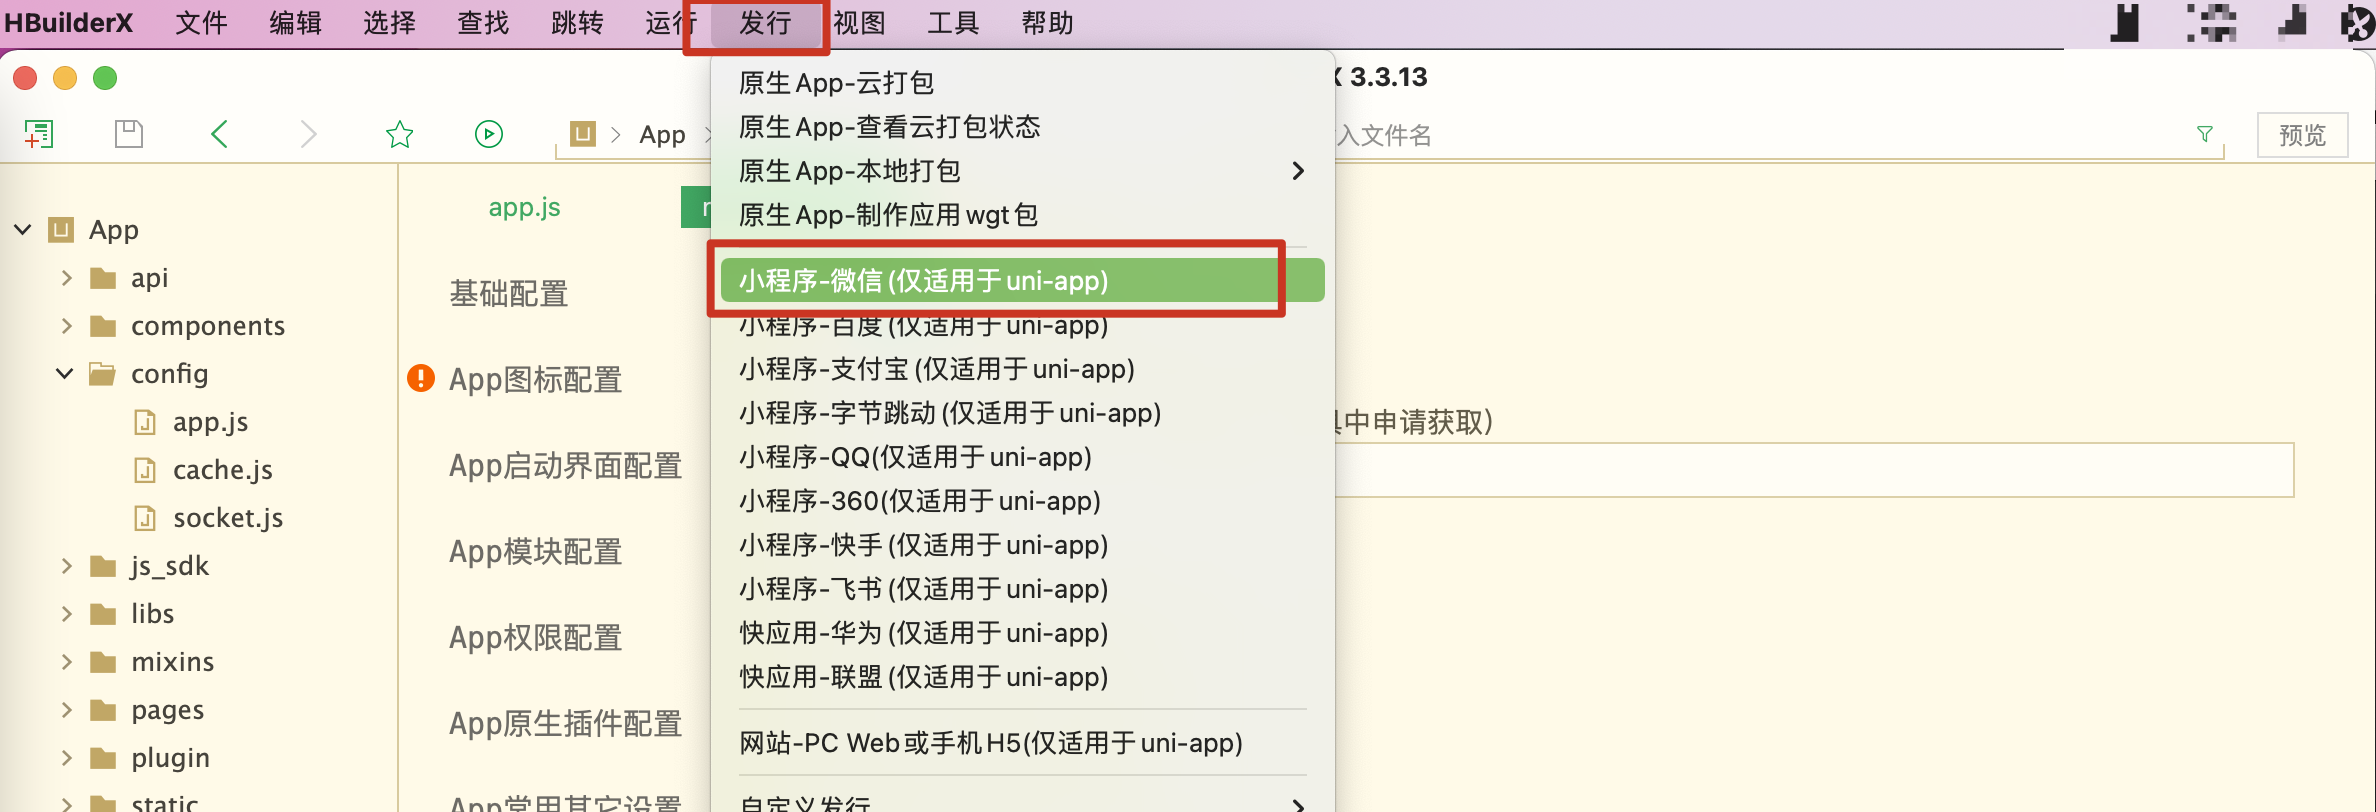 HBuilderX 文件 编辑 选择 查找 跳转 运行 发行 视图 工具 帮助
3.3.13
App
入文件名
预览
App
api
components
config
app.js
cache.js
socket.js
js_sdk
libs
mixins
pages
plugin
static
app.js
基础配置
App图标配置
App启动界面配置
App模块配置
App权限配置
App原生插件配置
App常用其它设置
原生App-云打包
原生App-查看云打包状态
原生App-本地打包
原生App-制作应用wgt包
小程序-微信(仅适用于uni-app)
小程序-百度(仅适用于uni-app)
小程序-支付宝(仅适用于uni-app)
小程序-字节跳动(仅适用于uni-app)
小程序-QQ(仅适用于uni-app)
小程序-360(仅适用于uni-app)
小程序-快手(仅适用于uni-app)
小程序-飞书(仅适用于uni-app)
快应用-华为(仅适用于uni-app)
快应用-联盟(仅适用于uni-app)
网站-PC Web或手机H5(仅适用于uni-app)
自定义发行
中申请获取)